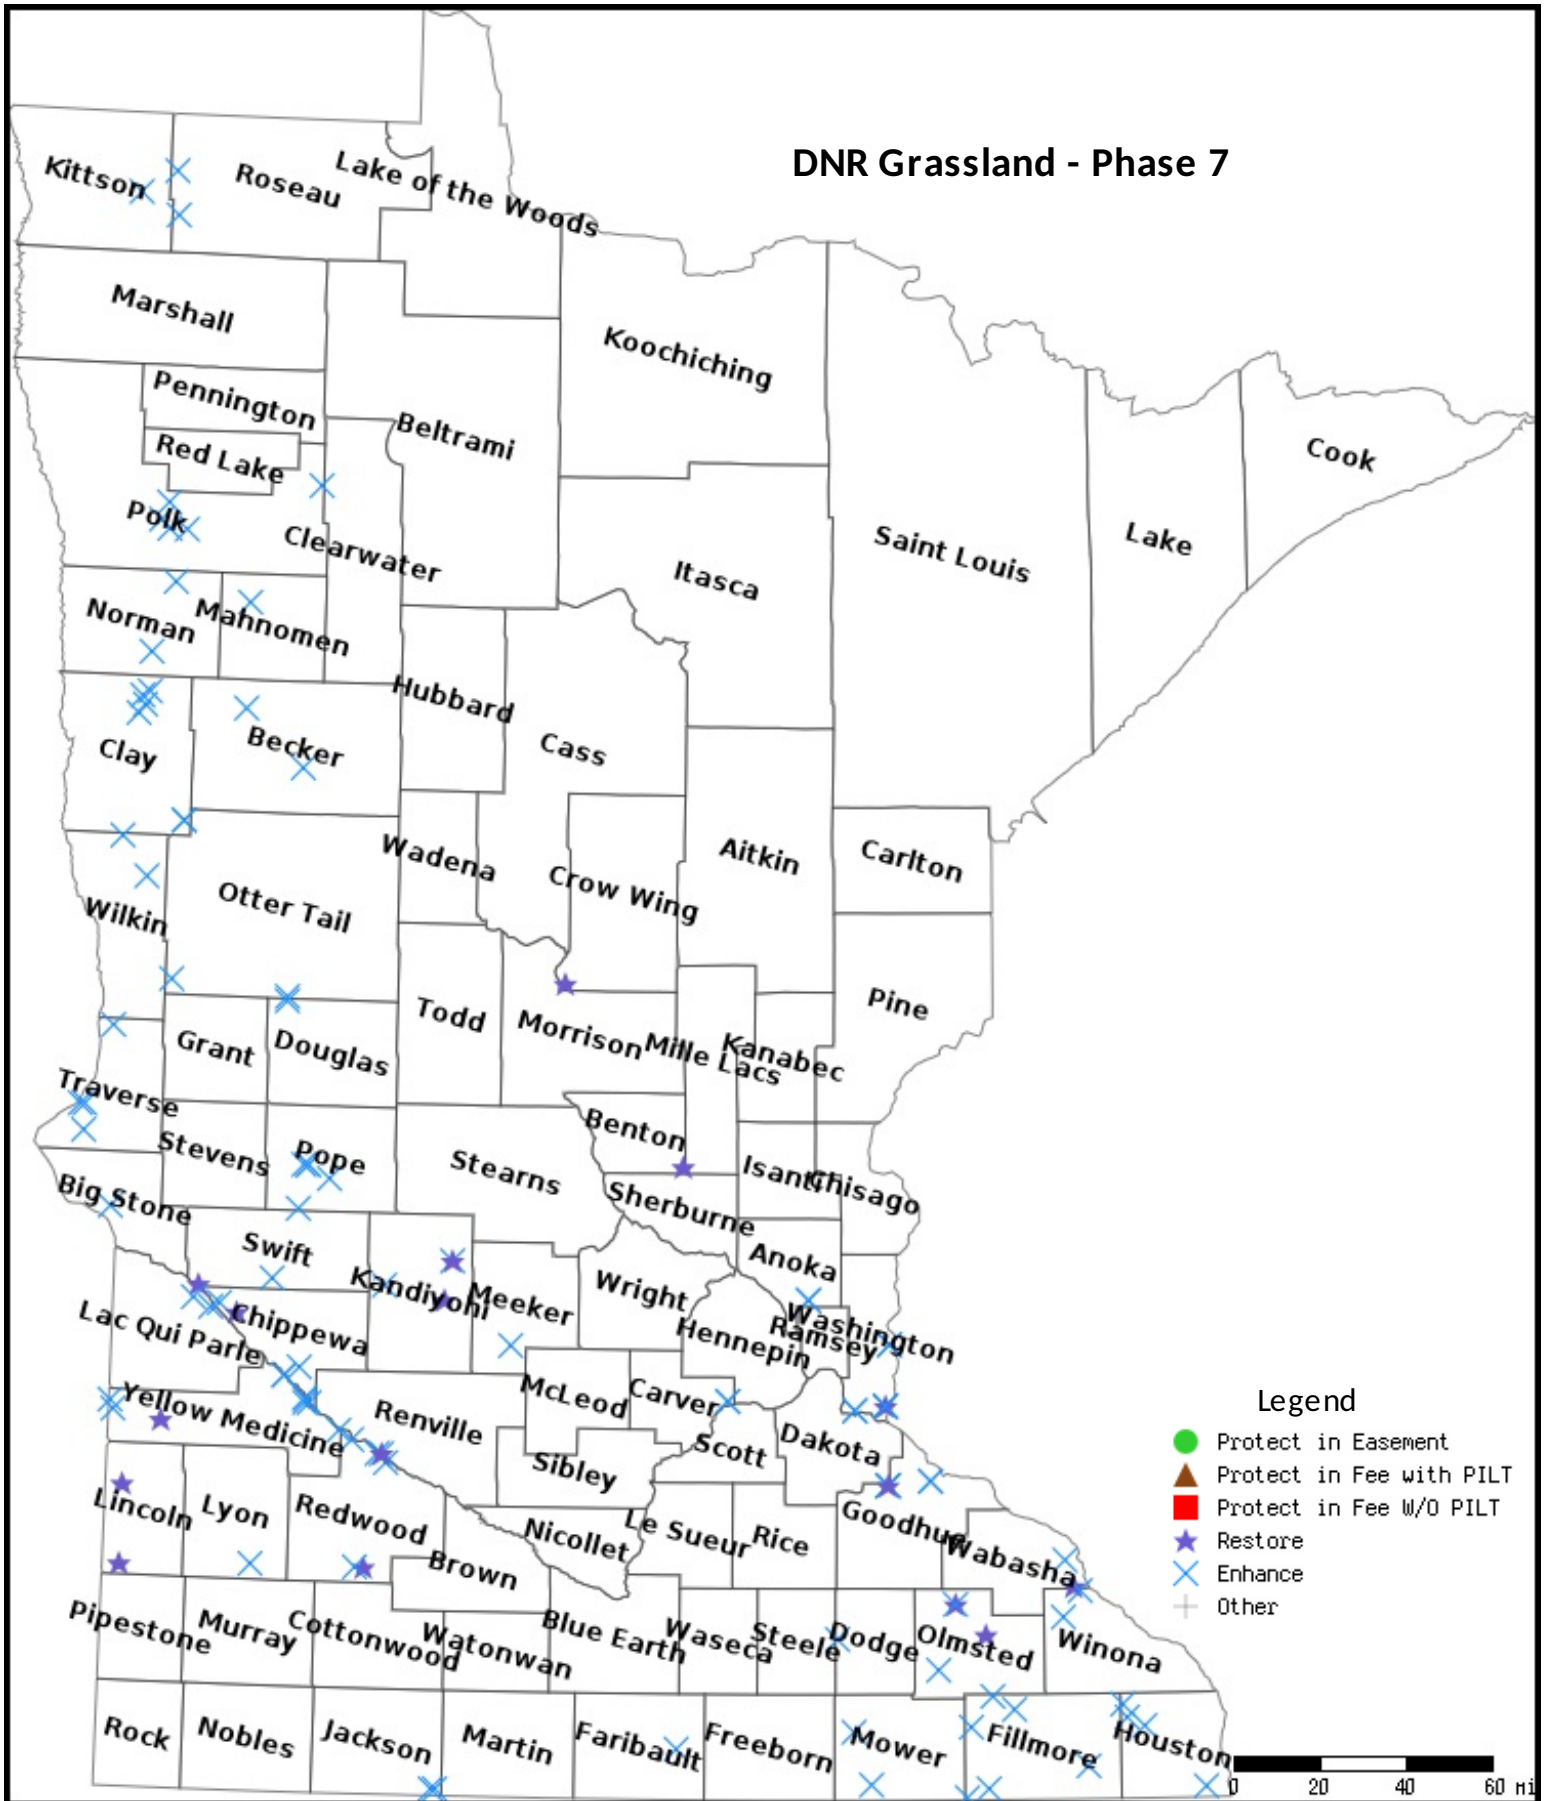 DNR Grassland - Phase 7
Kittson
Roseau
Lake of the Woods
Marshall
Koochiching
Pennington
Beltrami
Red Lake
Cook
Polk
Clearwater
Saint Louis
Lake
Itasca
Norman
Mahnomen
Hubbard
Clay
Becker
Cass
Wadena
Aitkin
Carlton
Crow Wing
Otter Tail
Wilkin
Pine
Todd
Morrison
Mille Lacs
Kanabec
Grant
Douglas
Traverse
Benton
Stevens
Pope
Stearns
Isanti
Chisago
Big Stone
Sherburne
Swift
Anoka
Kandiyohi
Meeker
Wright
Washington
Ramsey
Hennepin
Lac Qui Parle
Chippewa
McLeod
Carver
Yellow Medicine
Renville
Scott
Dakota
Sibley
Lincoln
Lyon
Redwood
Nicollet
Le Sueur
Rice
Goodhue
Wabasha
Brown
Pipestone
Murray
Cottonwood
Watonwan
Blue Earth
Waseca
Steele
Dodge
Olmsted
Winona
Rock
Nobles
Jackson
Martin
Faribault
Freeborn
Mower
Fillmore
Houston
Legend
Protect in Easement
Protect in Fee with PILT
Protect in Fee W/O PILT
Restore
Enhance
Other
0 20 40 60 mi